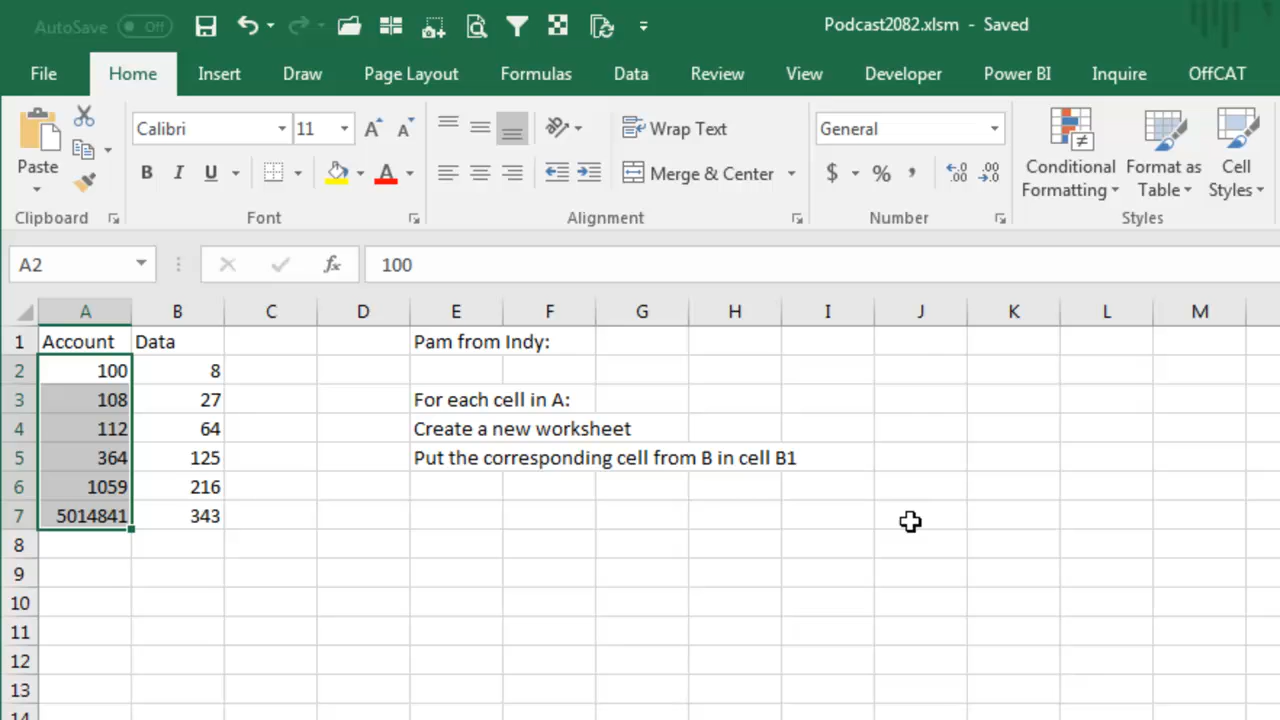 AutoSave Off Podcast2082.xlsm - Saved
File Home Insert Draw Page Layout Formulas Data Review View Developer Power BI Inquire OffCAT
Calibri 11 Wrap Text General
Paste B I U Merge & Center $ % , .00 .00 Conditional Formatting Format as Table Cell Styles
Clipboard Font Alignment Number Styles
A2 fx 100
A B C D E F G H I J K L M
1 Account Data Pam from Indy:
2 100 8
3 108 27 For each cell in A:
4 112 64 Create a new worksheet
5 364 125 Put the corresponding cell from B in cell B1
6 1059 216
7 5014841 343
8
9
10
11
12
13
14